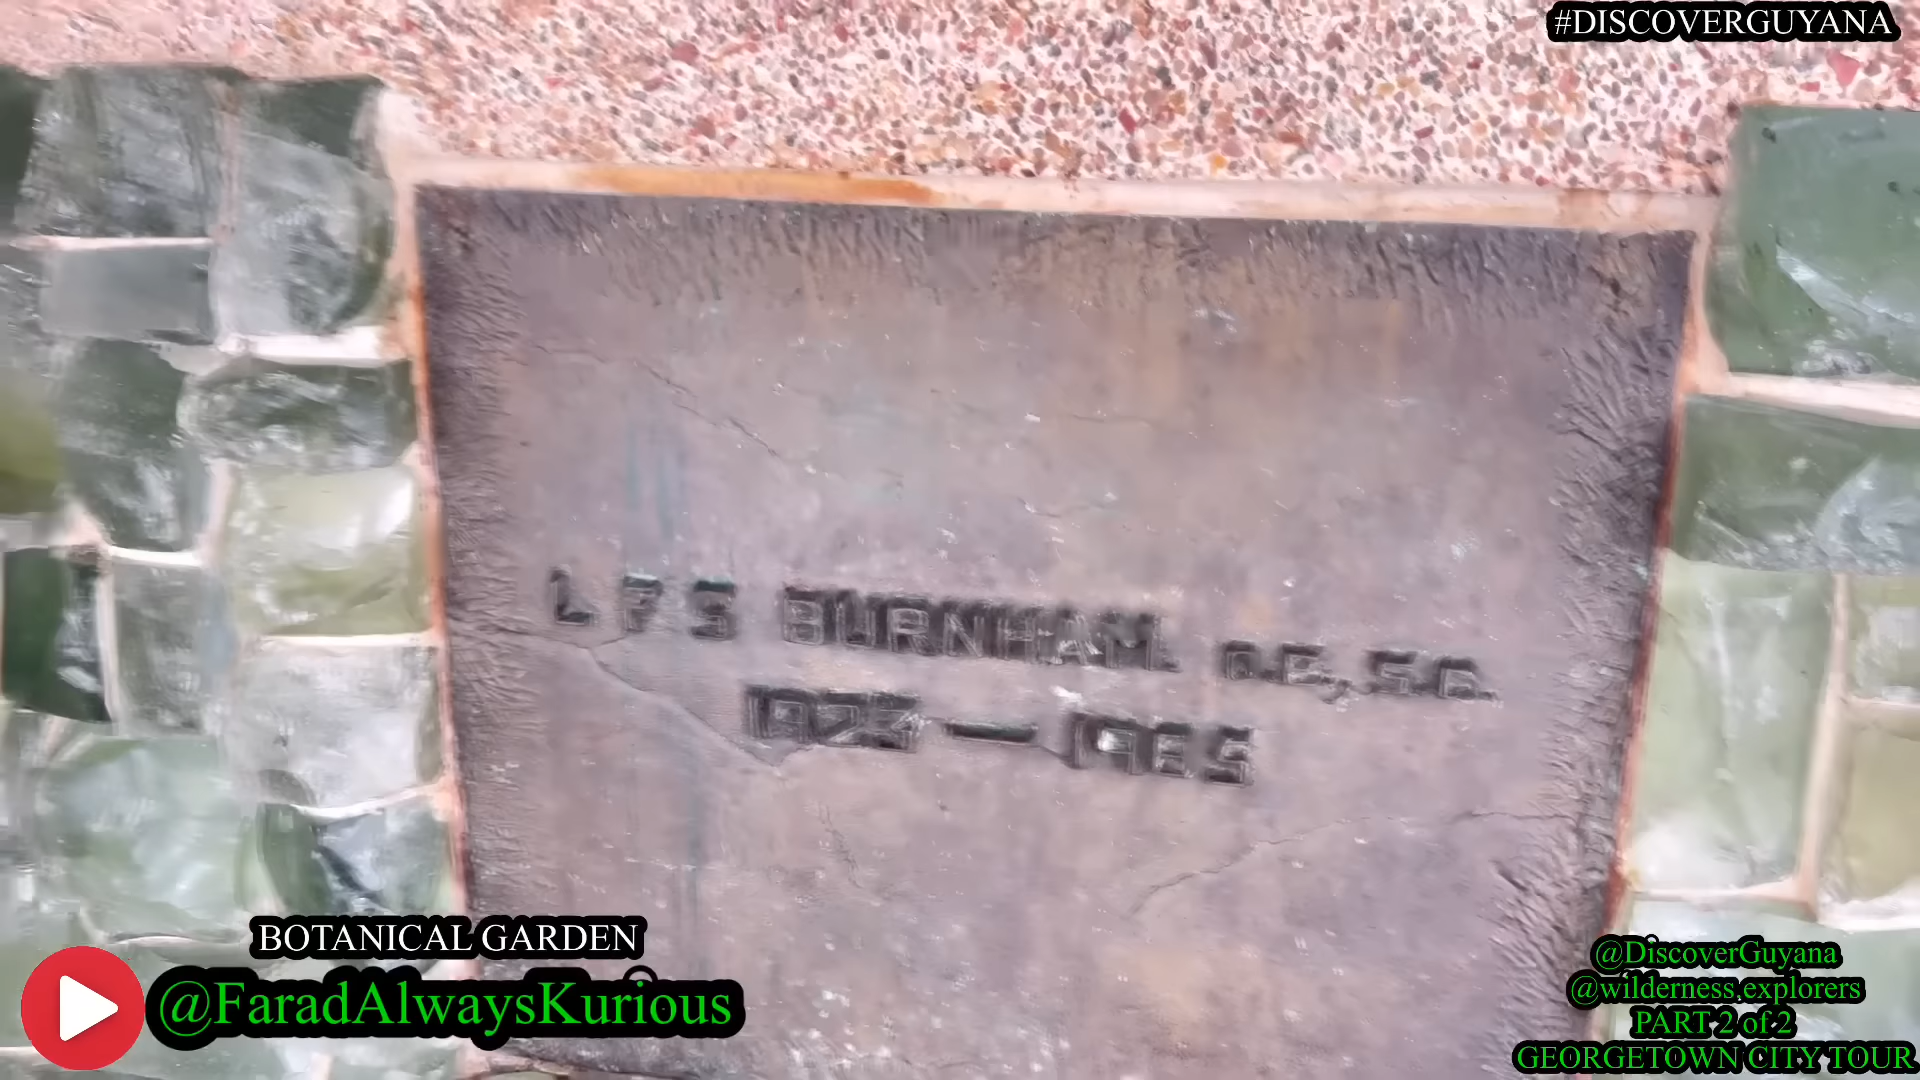 #DISCOVERGUYANA
L F S BURNHAM. O.E., S.C.
1923 — 1985
BOTANICAL GARDEN
@FaradAlwaysKurious
@DiscoverGuyana
@wilderness.explorers
PART 2 of 2
GEORGETOWN CITY TOUR